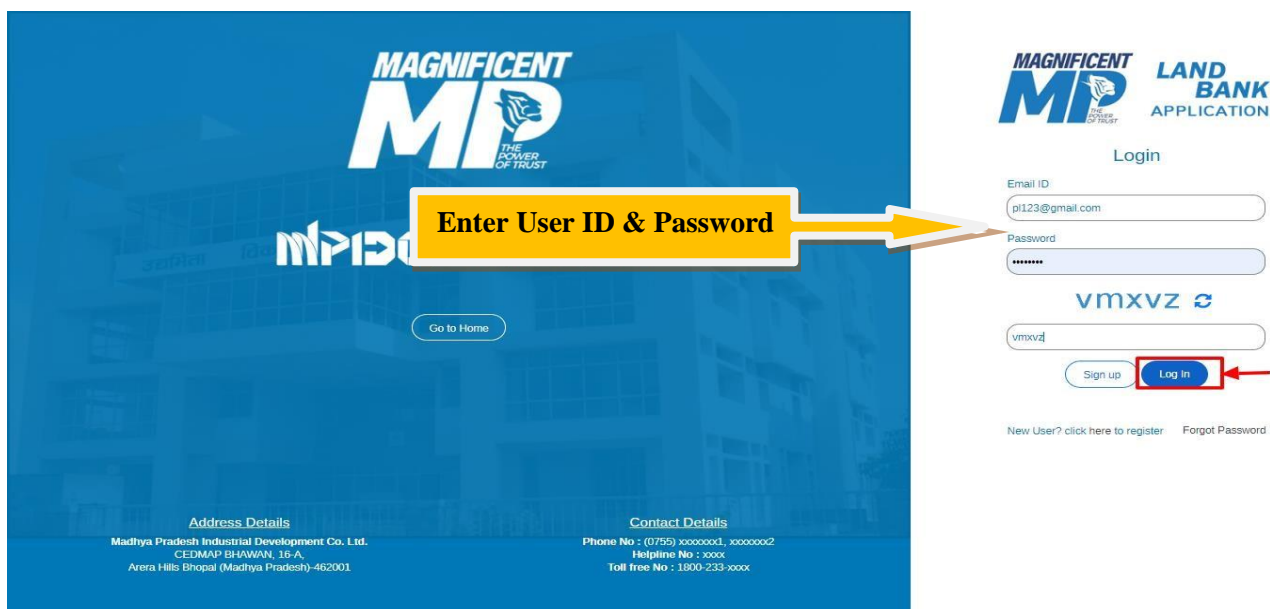 MAGNIFICENT
MP
THE
POWER
OF TRUST
Enter User ID & Password
Go to Home
Address Details
Madhya Pradesh Industrial Development Co. Ltd.
CEDMAP BHAWAN, 16-A,
Arera Hills Bhopal (Madhya Pradesh)-462001
Contact Details
Phone No : (0755) xxxxxxx1, xxxxxxx2
Helpline No : xxxx
Toll free No : 1800-233-xxxx
MAGNIFICENT
MP
THE
POWER
OF TRUST
LAND
BANK
APPLICATION
Login
Email ID
pl123@gmail.com
Password
••••••••
vmxvz
vmxvz
Sign up
Log In
New User? click here to register Forgot Password